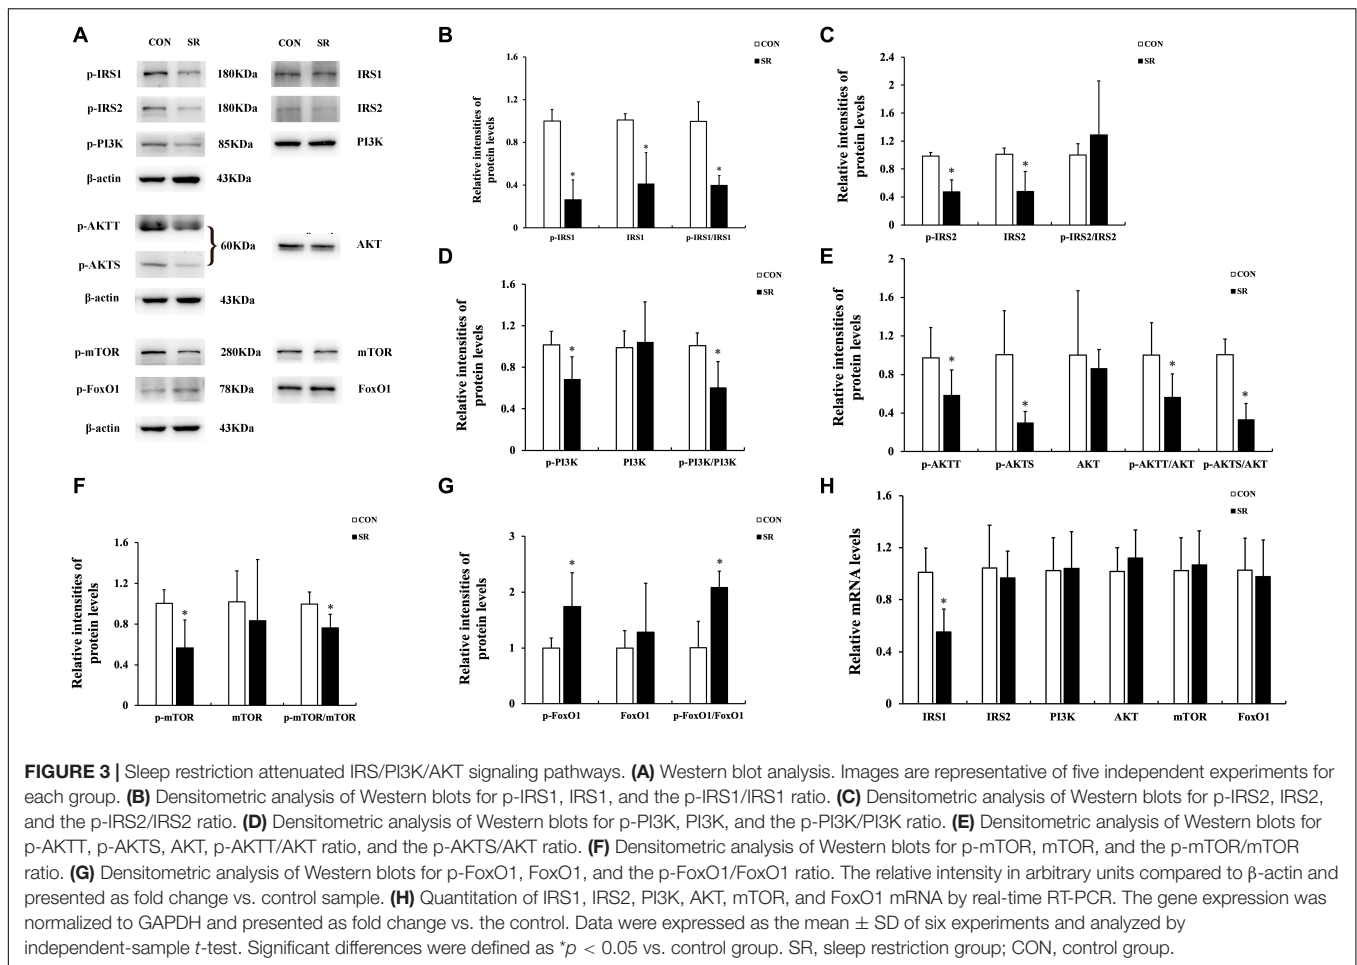 A
CON SR CON SR
p-IRS1 180KDa IRS1
p-IRS2 180KDa IRS2
p-PI3K 85KDa PI3K
β-actin 43KDa
p-AKTT
60KDa AKT
p-AKTS
β-actin 43KDa
p-mTOR 280KDa mTOR
p-FoxO1 78KDa FoxO1
β-actin 43KDa
B
CON
SR
Relative intensities of
protein levels
1.6
1.2
0.8
0.4
0
* * *
p-IRS1 IRS1 p-IRS1/IRS1
C
CON
SR
Relative intensities of
protein levels
2.4
2
1.6
1.2
0.8
0.4
0
* *
p-IRS2 IRS2 p-IRS2/IRS2
D
CON
SR
Relative intensities of
protein levels
1.6
1.2
0.8
0.4
0
* *
p-PI3K PI3K p-PI3K/PI3K
E
CON
SR
Relative intensities of
protein levels
2
1.6
1.2
0.8
0.4
0
* * * *
p-AKTT p-AKTS AKT p-AKTT/AKT p-AKTS/AKT
F
CON
SR
Relative intensities of
protein levels
1.6
1.2
0.8
0.4
0
* *
p-mTOR mTOR p-mTOR/mTOR
G
CON
SR
Relative intensities of
protein levels
3
2
1
0
* *
p-FoxO1 FoxO1 p-FoxO1/FoxO1
H
CON
SR
Relative mRNA levels
1.6
1.2
0.8
0.4
0
*
IRS1 IRS2 PI3K AKT mTOR FoxO1
FIGURE 3 | Sleep restriction attenuated IRS/PI3K/AKT signaling pathways. (A) Western blot analysis. Images are representative of five independent experiments for
each group. (B) Densitometric analysis of Western blots for p-IRS1, IRS1, and the p-IRS1/IRS1 ratio. (C) Densitometric analysis of Western blots for p-IRS2, IRS2,
and the p-IRS2/IRS2 ratio. (D) Densitometric analysis of Western blots for p-PI3K, PI3K, and the p-PI3K/PI3K ratio. (E) Densitometric analysis of Western blots for
p-AKTT, p-AKTS, AKT, p-AKTT/AKT ratio, and the p-AKTS/AKT ratio. (F) Densitometric analysis of Western blots for p-mTOR, mTOR, and the p-mTOR/mTOR
ratio. (G) Densitometric analysis of Western blots for p-FoxO1, FoxO1, and the p-FoxO1/FoxO1 ratio. The relative intensity in arbitrary units compared to β-actin and
presented as fold change vs. control sample. (H) Quantitation of IRS1, IRS2, PI3K, AKT, mTOR, and FoxO1 mRNA by real-time RT-PCR. The gene expression was
normalized to GAPDH and presented as fold change vs. the control. Data were expressed as the mean ± SD of six experiments and analyzed by
independent-sample t-test. Significant differences were defined as *p < 0.05 vs. control group. SR, sleep restriction group; CON, control group.